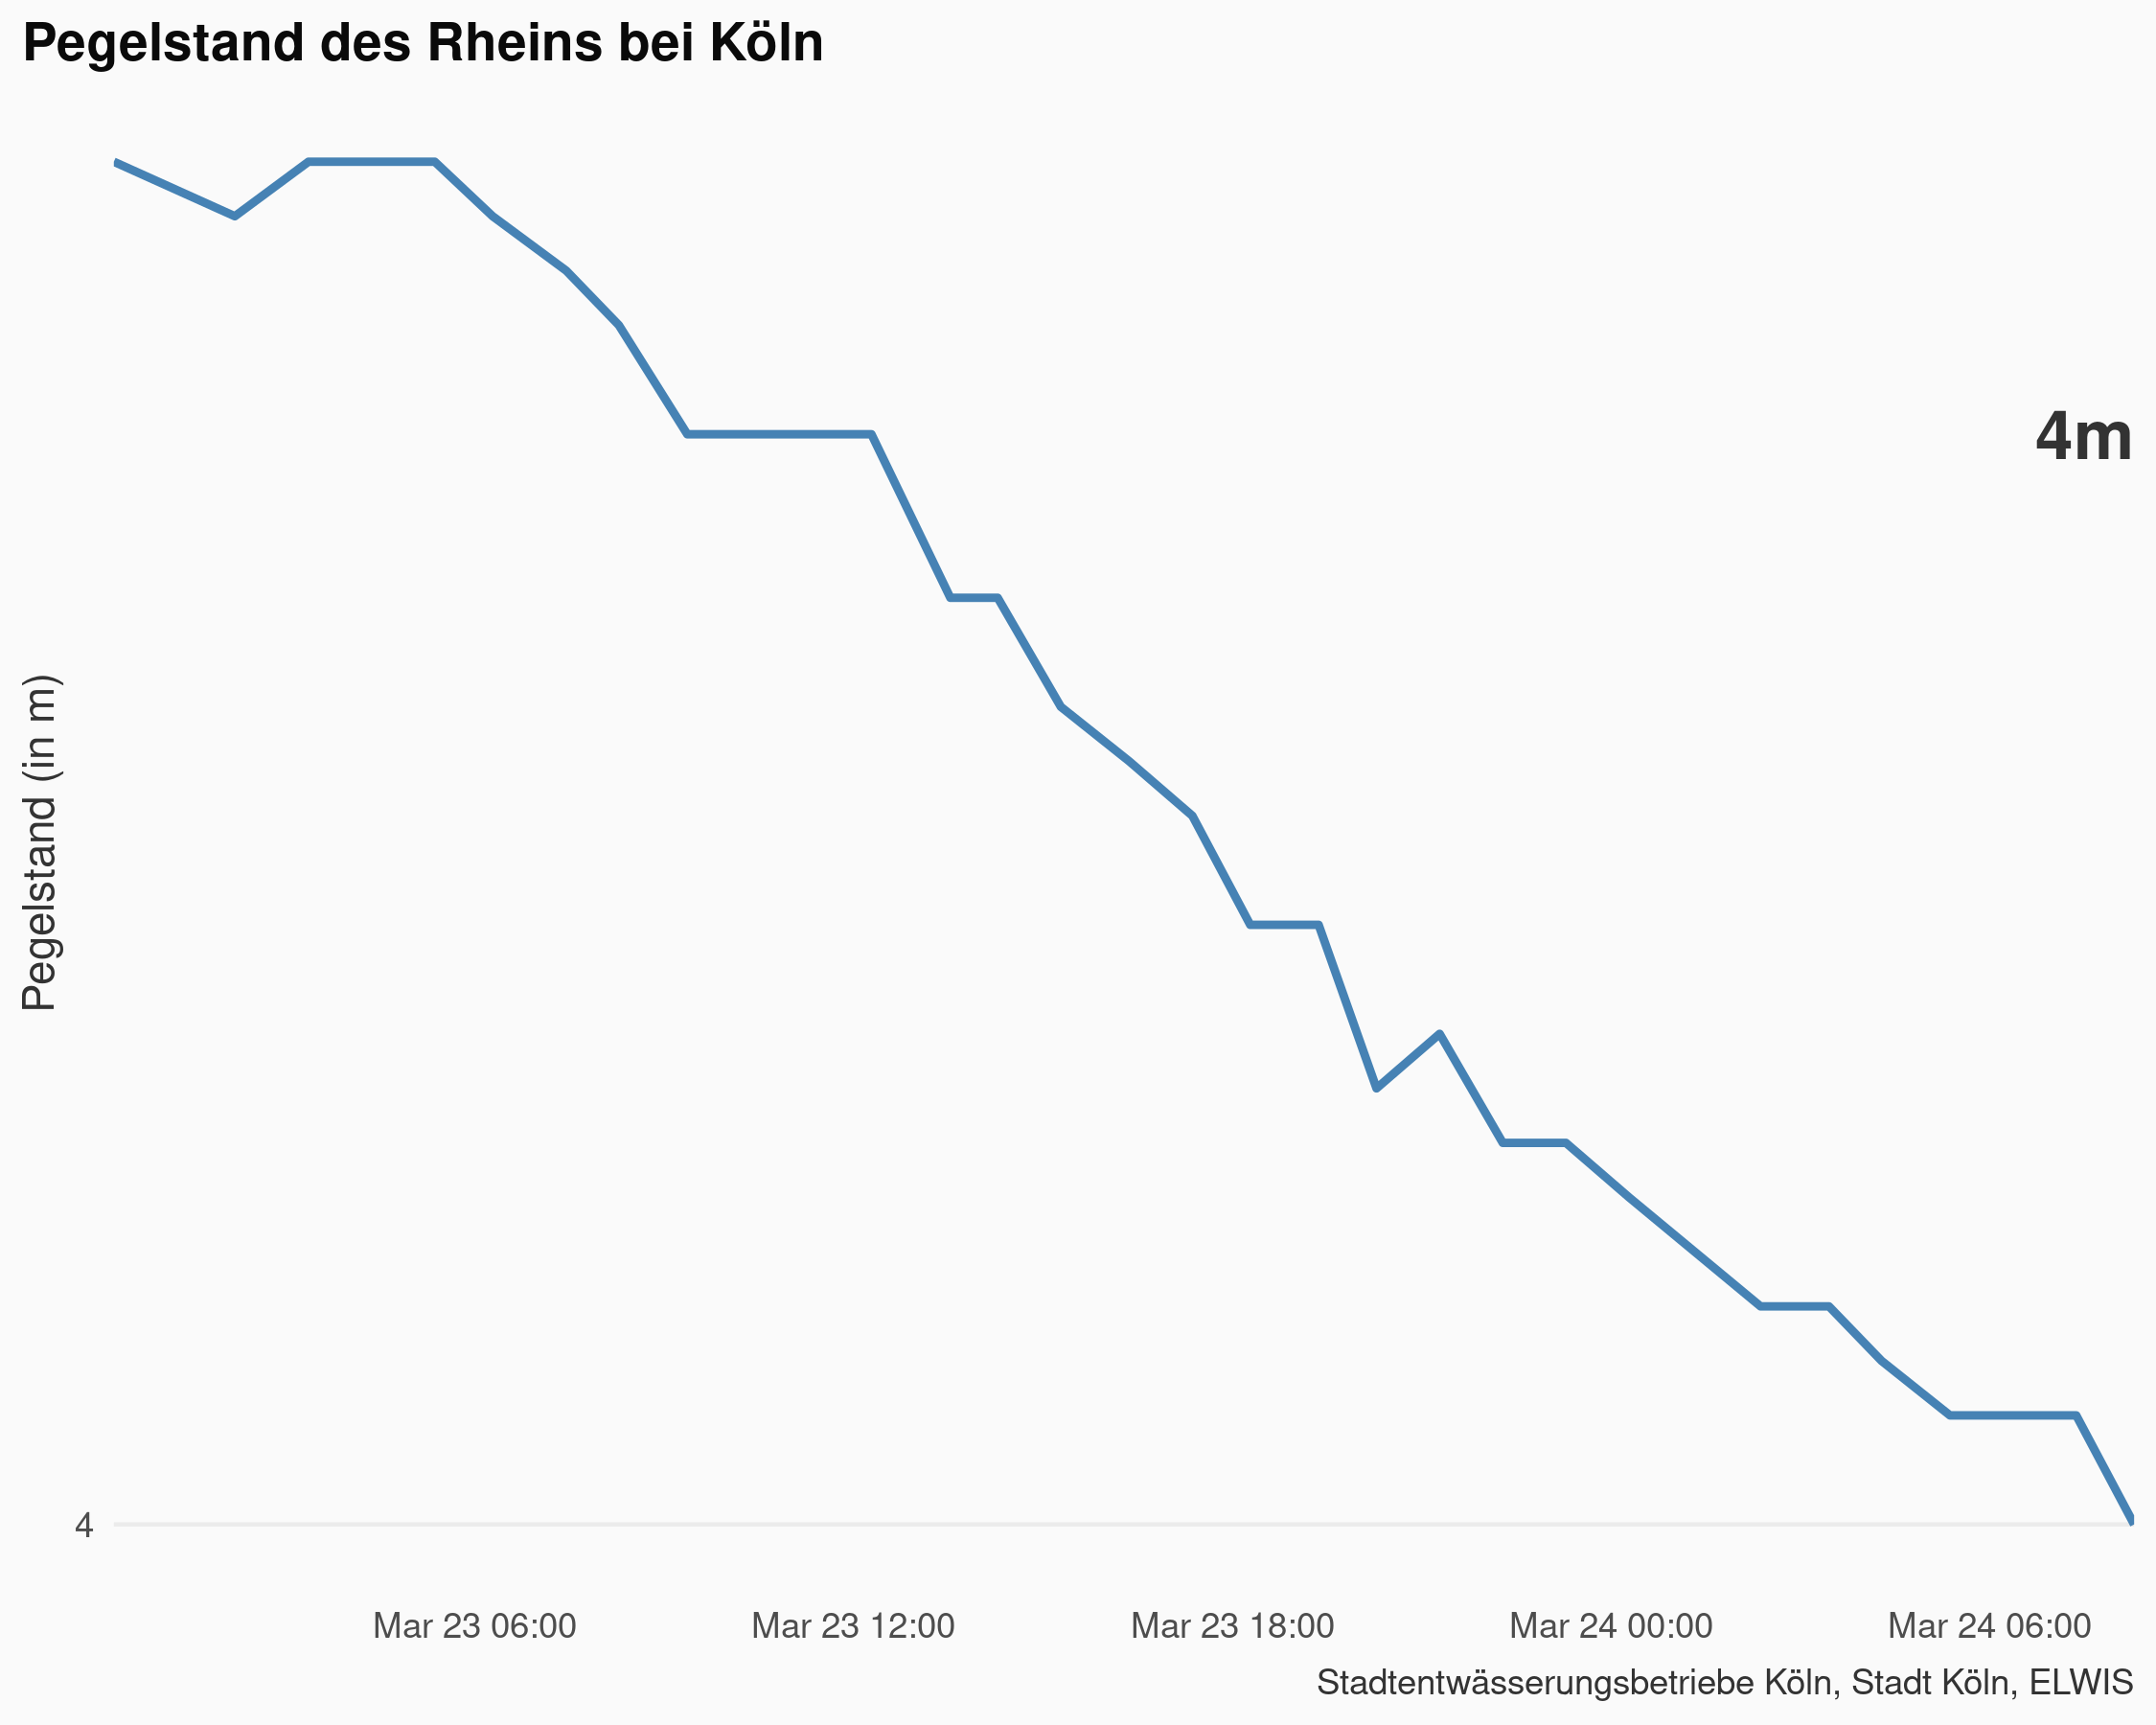 Pegelstand des Rheins bei Köln
4m
Pegelstand (in m)
4
Mar 23 06:00
Mar 23 12:00
Mar 23 18:00
Mar 24 00:00
Mar 24 06:00
Stadtentwässerungsbetriebe Köln, Stadt Köln, ELWIS